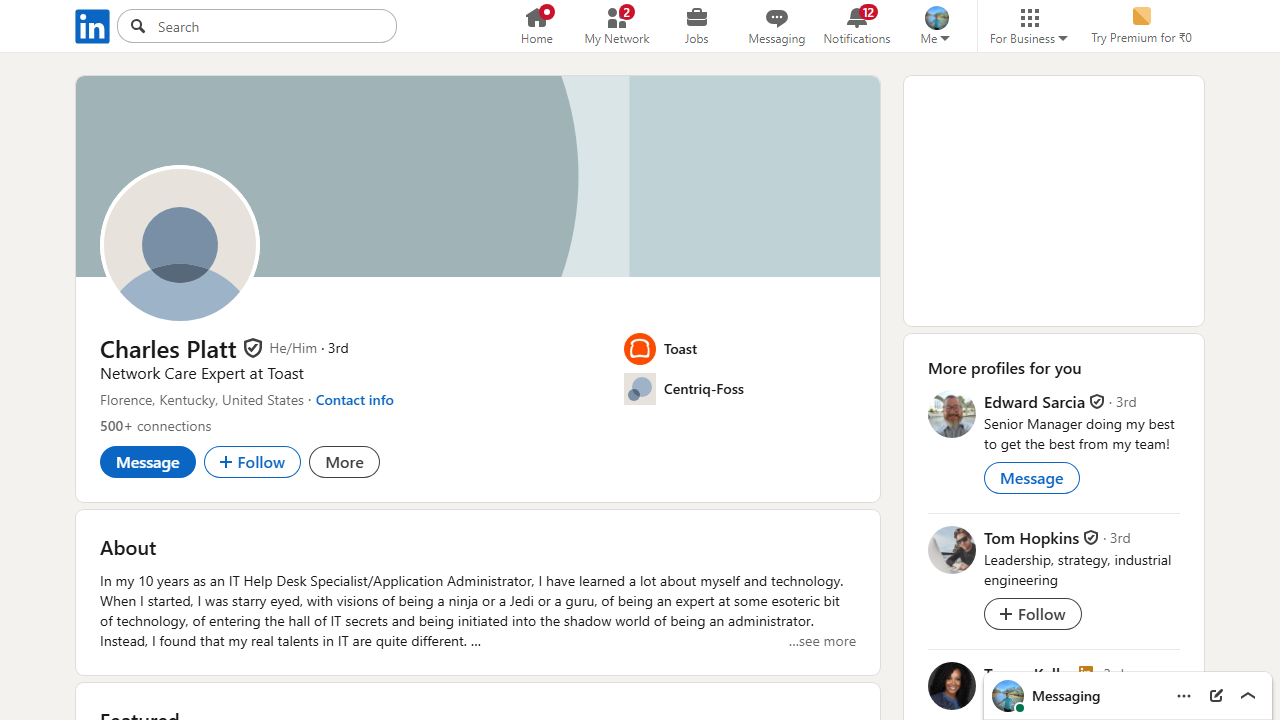 in
Search
Home
2
My Network
Jobs
Messaging
12
Notifications
Me
For Business
Try Premium for ₹0
Charles Platt He/Him · 3rd
Network Care Expert at Toast
Florence, Kentucky, United States · Contact info
500+ connections
Message
Follow
More
Toast
Centriq-Foss
About
In my 10 years as an IT Help Desk Specialist/Application Administrator, I have learned a lot about myself and technology.
When I started, I was starry eyed, with visions of being a ninja or a Jedi or a guru, of being an expert at some esoteric bit
of technology, of entering the hall of IT secrets and being initiated into the shadow world of being an administrator.
Instead, I found that my real talents in IT are quite different. ...
...see more
Featured
More profiles for you
Edward Sarcia · 3rd
Senior Manager doing my best
to get the best from my team!
Message
Tom Hopkins · 3rd
Leadership, strategy, industrial
engineering
Follow
Messaging